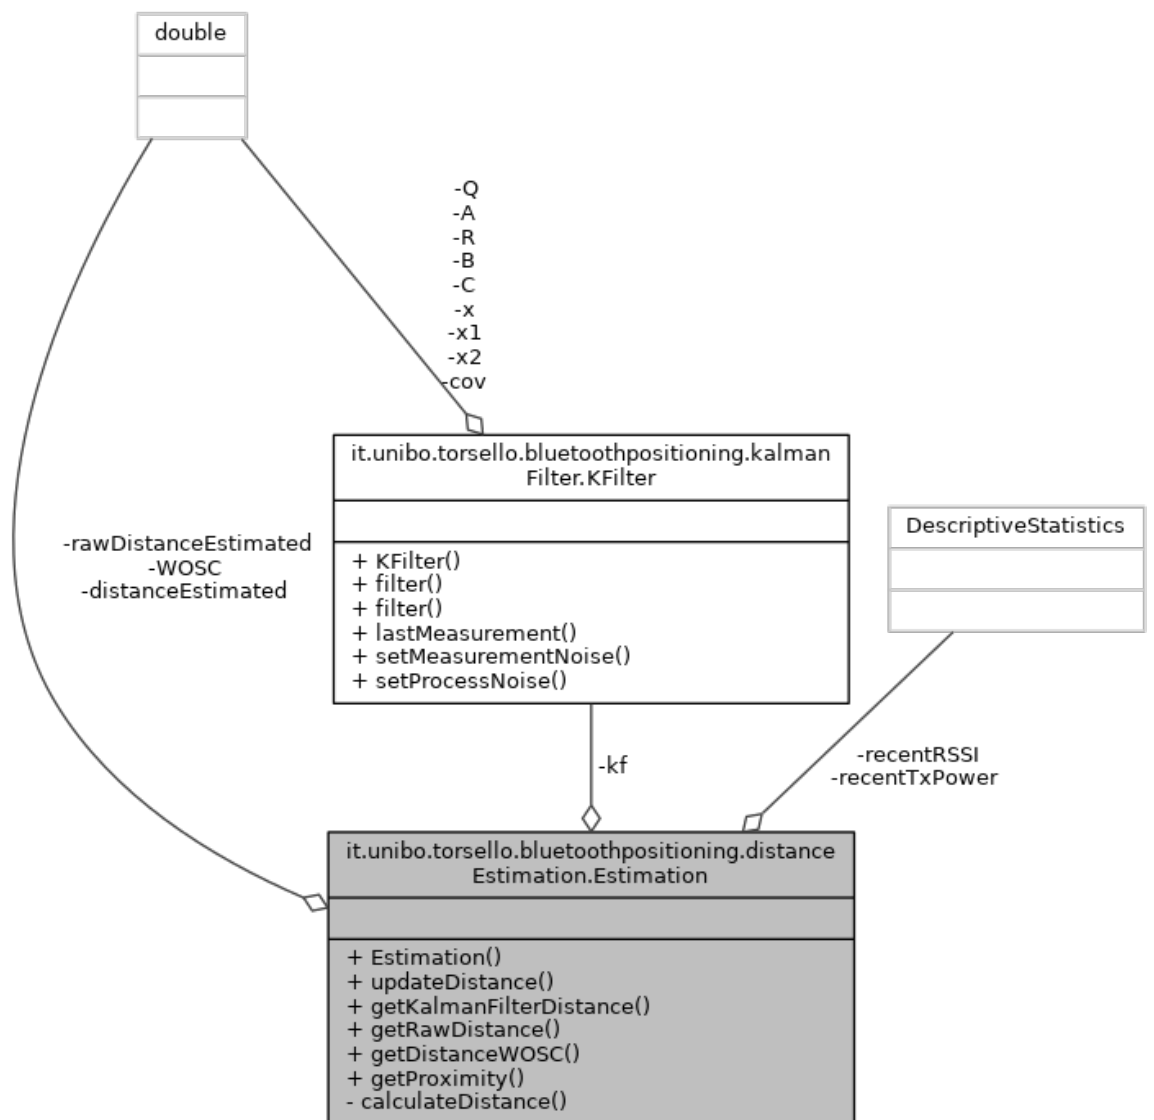 double
-Q
-A
-R
-B
-C
-x
-x1
-x2
-cov
it.unibo.torsello.bluetoothpositioning.kalman
Filter.KFilter
+ KFilter()
+ filter()
+ filter()
+ lastMeasurement()
+ setMeasurementNoise()
+ setProcessNoise()
DescriptiveStatistics
-rawDistanceEstimated
-WOSC
-distanceEstimated
-kf
-recentRSSI
-recentTxPower
it.unibo.torsello.bluetoothpositioning.distance
Estimation.Estimation
+ Estimation()
+ updateDistance()
+ getKalmanFilterDistance()
+ getRawDistance()
+ getDistanceWOSC()
+ getProximity()
- calculateDistance()